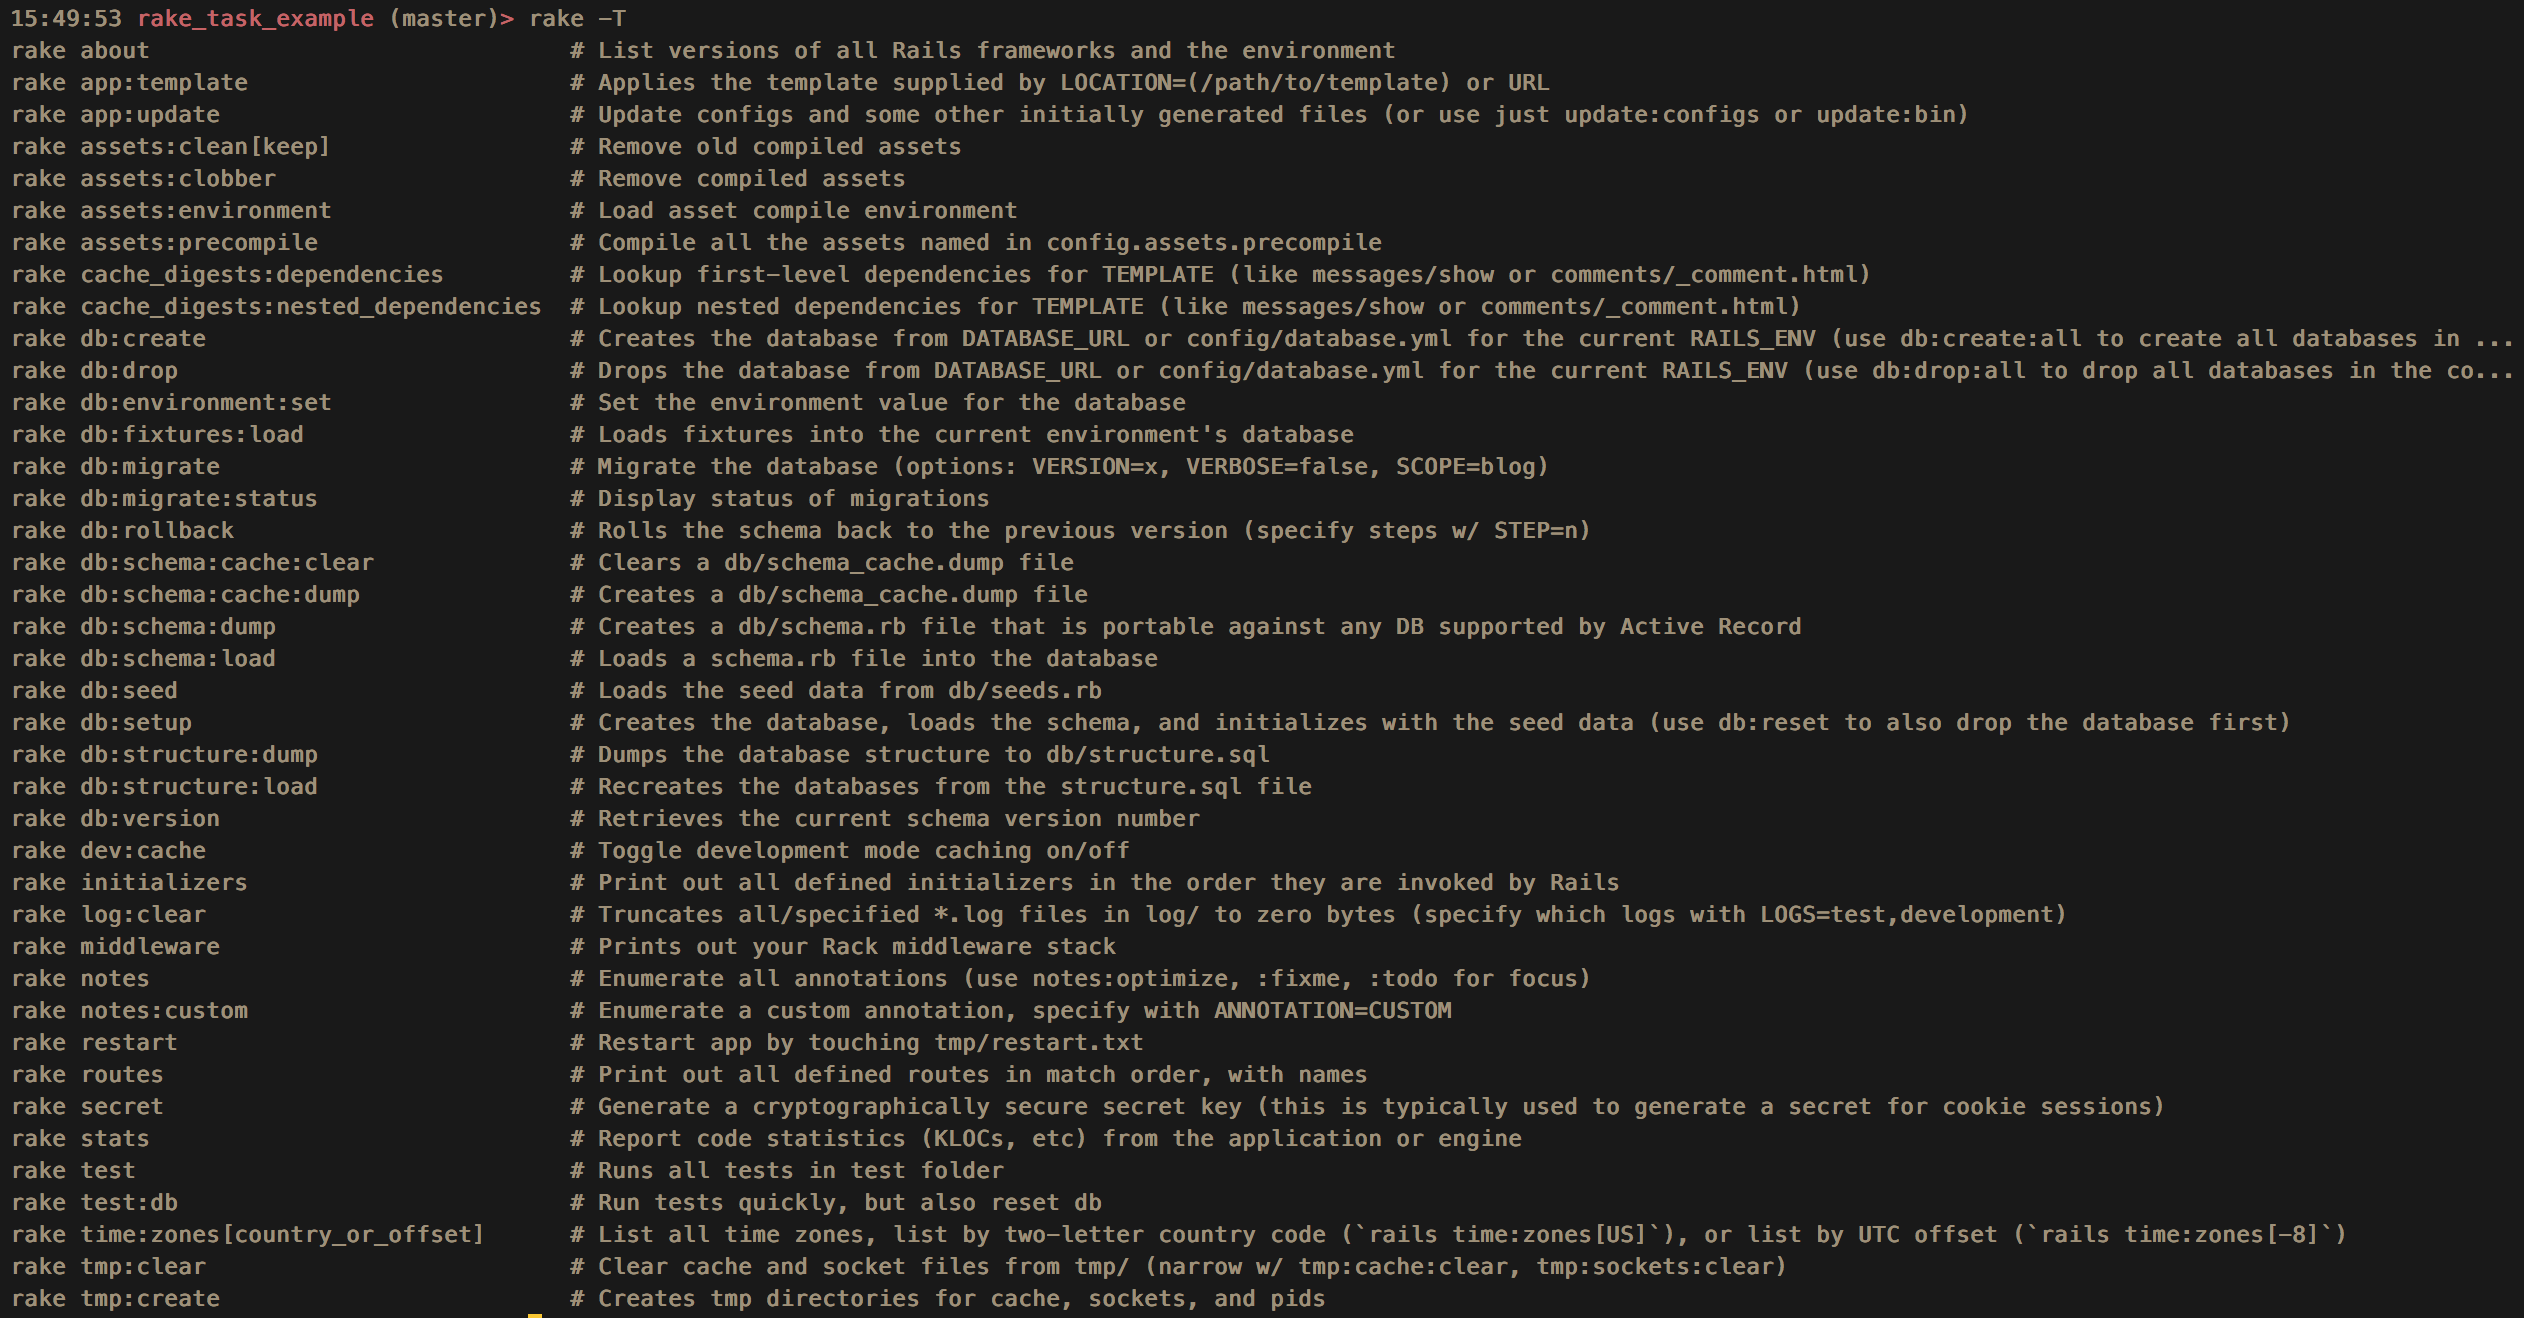 15:49:53 rake_task_example (master)> rake -T
rake about                              # List versions of all Rails frameworks and the environment
rake app:template                       # Applies the template supplied by LOCATION=(/path/to/template) or URL
rake app:update                         # Update configs and some other initially generated files (or use just update:configs or update:bin)
rake assets:clean[keep]                 # Remove old compiled assets
rake assets:clobber                     # Remove compiled assets
rake assets:environment                 # Load asset compile environment
rake assets:precompile                  # Compile all the assets named in config.assets.precompile
rake cache_digests:dependencies         # Lookup first-level dependencies for TEMPLATE (like messages/show or comments/_comment.html)
rake cache_digests:nested_dependencies  # Lookup nested dependencies for TEMPLATE (like messages/show or comments/_comment.html)
rake db:create                          # Creates the database from DATABASE_URL or config/database.yml for the current RAILS_ENV (use db:create:all to create all databases in ...
rake db:drop                            # Drops the database from DATABASE_URL or config/database.yml for the current RAILS_ENV (use db:drop:all to drop all databases in the co...
rake db:environment:set                 # Set the environment value for the database
rake db:fixtures:load                   # Loads fixtures into the current environment's database
rake db:migrate                         # Migrate the database (options: VERSION=x, VERBOSE=false, SCOPE=blog)
rake db:migrate:status                  # Display status of migrations
rake db:rollback                        # Rolls the schema back to the previous version (specify steps w/ STEP=n)
rake db:schema:cache:clear              # Clears a db/schema_cache.dump file
rake db:schema:cache:dump               # Creates a db/schema_cache.dump file
rake db:schema:dump                     # Creates a db/schema.rb file that is portable against any DB supported by Active Record
rake db:schema:load                     # Loads a schema.rb file into the database
rake db:seed                            # Loads the seed data from db/seeds.rb
rake db:setup                           # Creates the database, loads the schema, and initializes with the seed data (use db:reset to also drop the database first)
rake db:structure:dump                  # Dumps the database structure to db/structure.sql
rake db:structure:load                  # Recreates the databases from the structure.sql file
rake db:version                         # Retrieves the current schema version number
rake dev:cache                          # Toggle development mode caching on/off
rake initializers                       # Print out all defined initializers in the order they are invoked by Rails
rake log:clear                          # Truncates all/specified *.log files in log/ to zero bytes (specify which logs with LOGS=test,development)
rake middleware                         # Prints out your Rack middleware stack
rake notes                              # Enumerate all annotations (use notes:optimize, :fixme, :todo for focus)
rake notes:custom                       # Enumerate a custom annotation, specify with ANNOTATION=CUSTOM
rake restart                            # Restart app by touching tmp/restart.txt
rake routes                             # Print out all defined routes in match order, with names
rake secret                             # Generate a cryptographically secure secret key (this is typically used to generate a secret for cookie sessions)
rake stats                              # Report code statistics (KLOCs, etc) from the application or engine
rake test                               # Runs all tests in test folder
rake test:db                            # Run tests quickly, but also reset db
rake time:zones[country_or_offset]      # List all time zones, list by two-letter country code (`rails time:zones[US]`), or list by UTC offset (`rails time:zones[-8]`)
rake tmp:clear                          # Clear cache and socket files from tmp/ (narrow w/ tmp:cache:clear, tmp:sockets:clear)
rake tmp:create                         # Creates tmp directories for cache, sockets, and pids